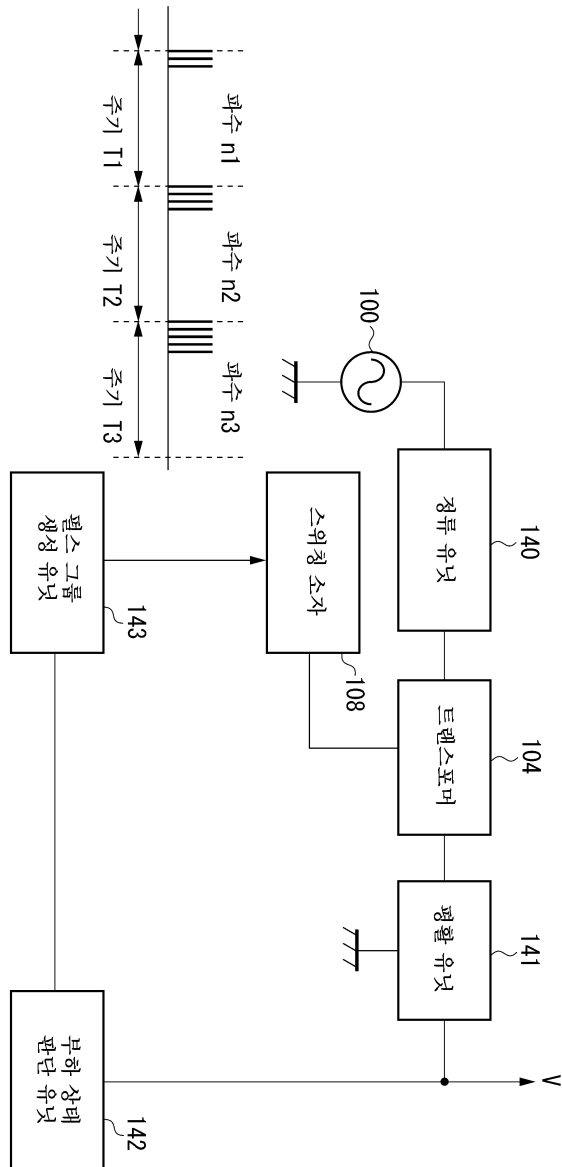 V
100
140
정류 유닛
104
트랜스포머
141
평활 유닛
스위칭 소자
108
파수 n1
파수 n2
파수 n3
주기 T1
주기 T2
주기 T3
펄스 그룹
생성 유닛
143
부하 상태
판단 유닛
142